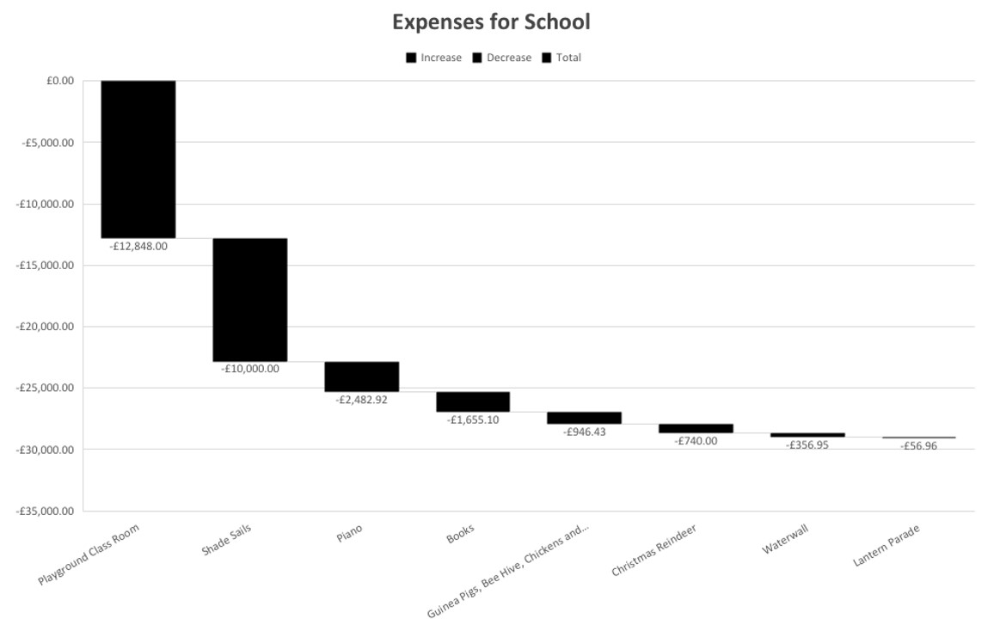 Expenses for School
Increase Decrease Total
£0.00
-£5,000.00
-£10,000.00
-£15,000.00
-£20,000.00
-£25,000.00
-£30,000.00
-£35,000.00
-£12,848.00
-£10,000.00
-£2,482.92
-£1,655.10
-£946.43
-£740.00
-£356.95
-£56.96
Playground Class Room
Shade Sails
Piano
Books
Guinea Pigs, Bee Hive, Chickens and...
Christmas Reindeer
Waterwall
Lantern Parade